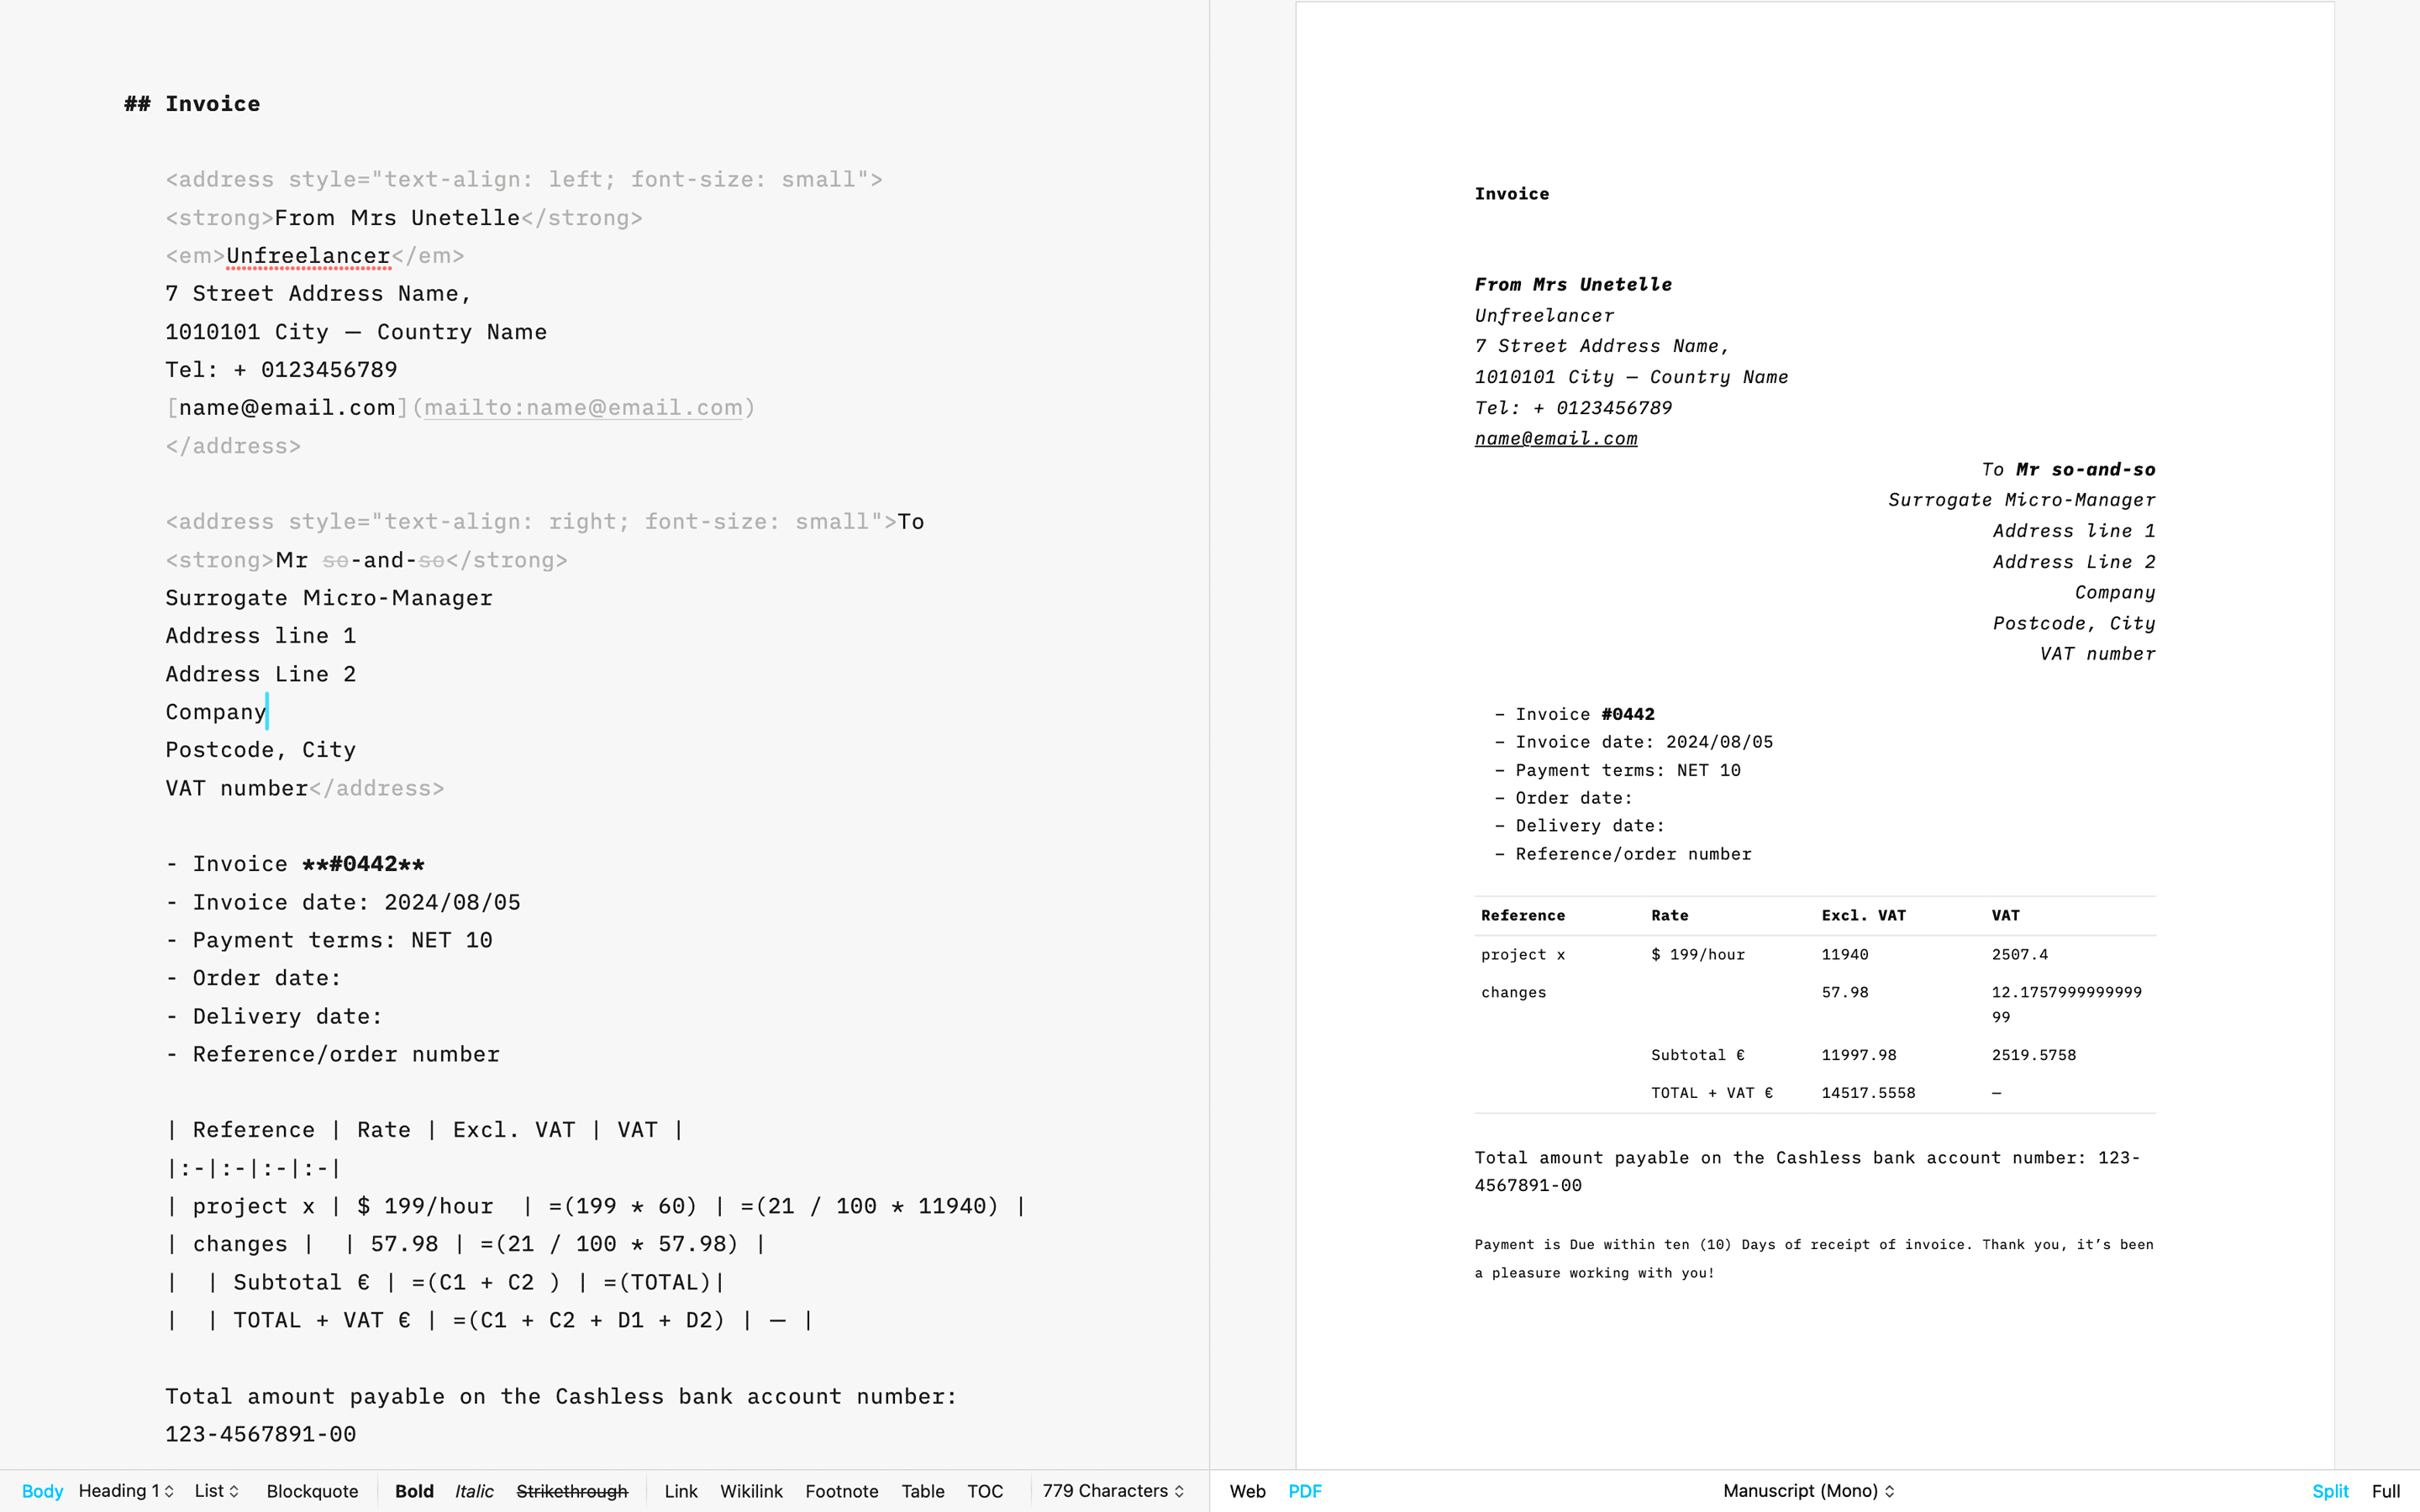 ## Invoice
<address style="text-align: left; font-size: small">
<strong>From Mrs Unetelle</strong>
<em>Unfreelancer</em>
7 Street Address Name,
1010101 City — Country Name
Tel: + 0123456789
[name@email.com](mailto:name@email.com)
</address>
<address style="text-align: right; font-size: small">To
<strong>Mr so-and-so</strong>
Surrogate Micro-Manager
Address line 1
Address Line 2
Company
Postcode, City
VAT number</address>
- Invoice **#0442**
- Invoice date: 2024/08/05
- Payment terms: NET 10
- Order date:
- Delivery date:
- Reference/order number
| Reference | Rate | Excl. VAT | VAT |
|:-|:-|:-|:-|
| project x | $ 199/hour  | =(199 * 60) | =(21 / 100 * 11940) |
| changes |  | 57.98 | =(21 / 100 * 57.98) |
|  | Subtotal € | =(C1 + C2 ) | =(TOTAL)|
|  | TOTAL + VAT € | =(C1 + C2 + D1 + D2) | — |
Total amount payable on the Cashless bank account number:
123-4567891-00
Body Heading 1 List Blockquote Bold Italic Strikethrough Link Wikilink Footnote Table TOC 779 Characters
Invoice
From Mrs Unetelle
Unfreelancer
7 Street Address Name,
1010101 City — Country Name
Tel: + 0123456789
name@email.com
To Mr so-and-so
Surrogate Micro-Manager
Address line 1
Address Line 2
Company
Postcode, City
VAT number
– Invoice #0442
– Invoice date: 2024/08/05
– Payment terms: NET 10
– Order date:
– Delivery date:
– Reference/order number
Reference Rate Excl. VAT VAT
project x $ 199/hour 11940 2507.4
changes 57.98 12.1757999999999
99
Subtotal € 11997.98 2519.5758
TOTAL + VAT € 14517.5558 —
Total amount payable on the Cashless bank account number: 123-
4567891-00
Payment is Due within ten (10) Days of receipt of invoice. Thank you, it’s been
a pleasure working with you!
Web PDF Manuscript (Mono) Split Full